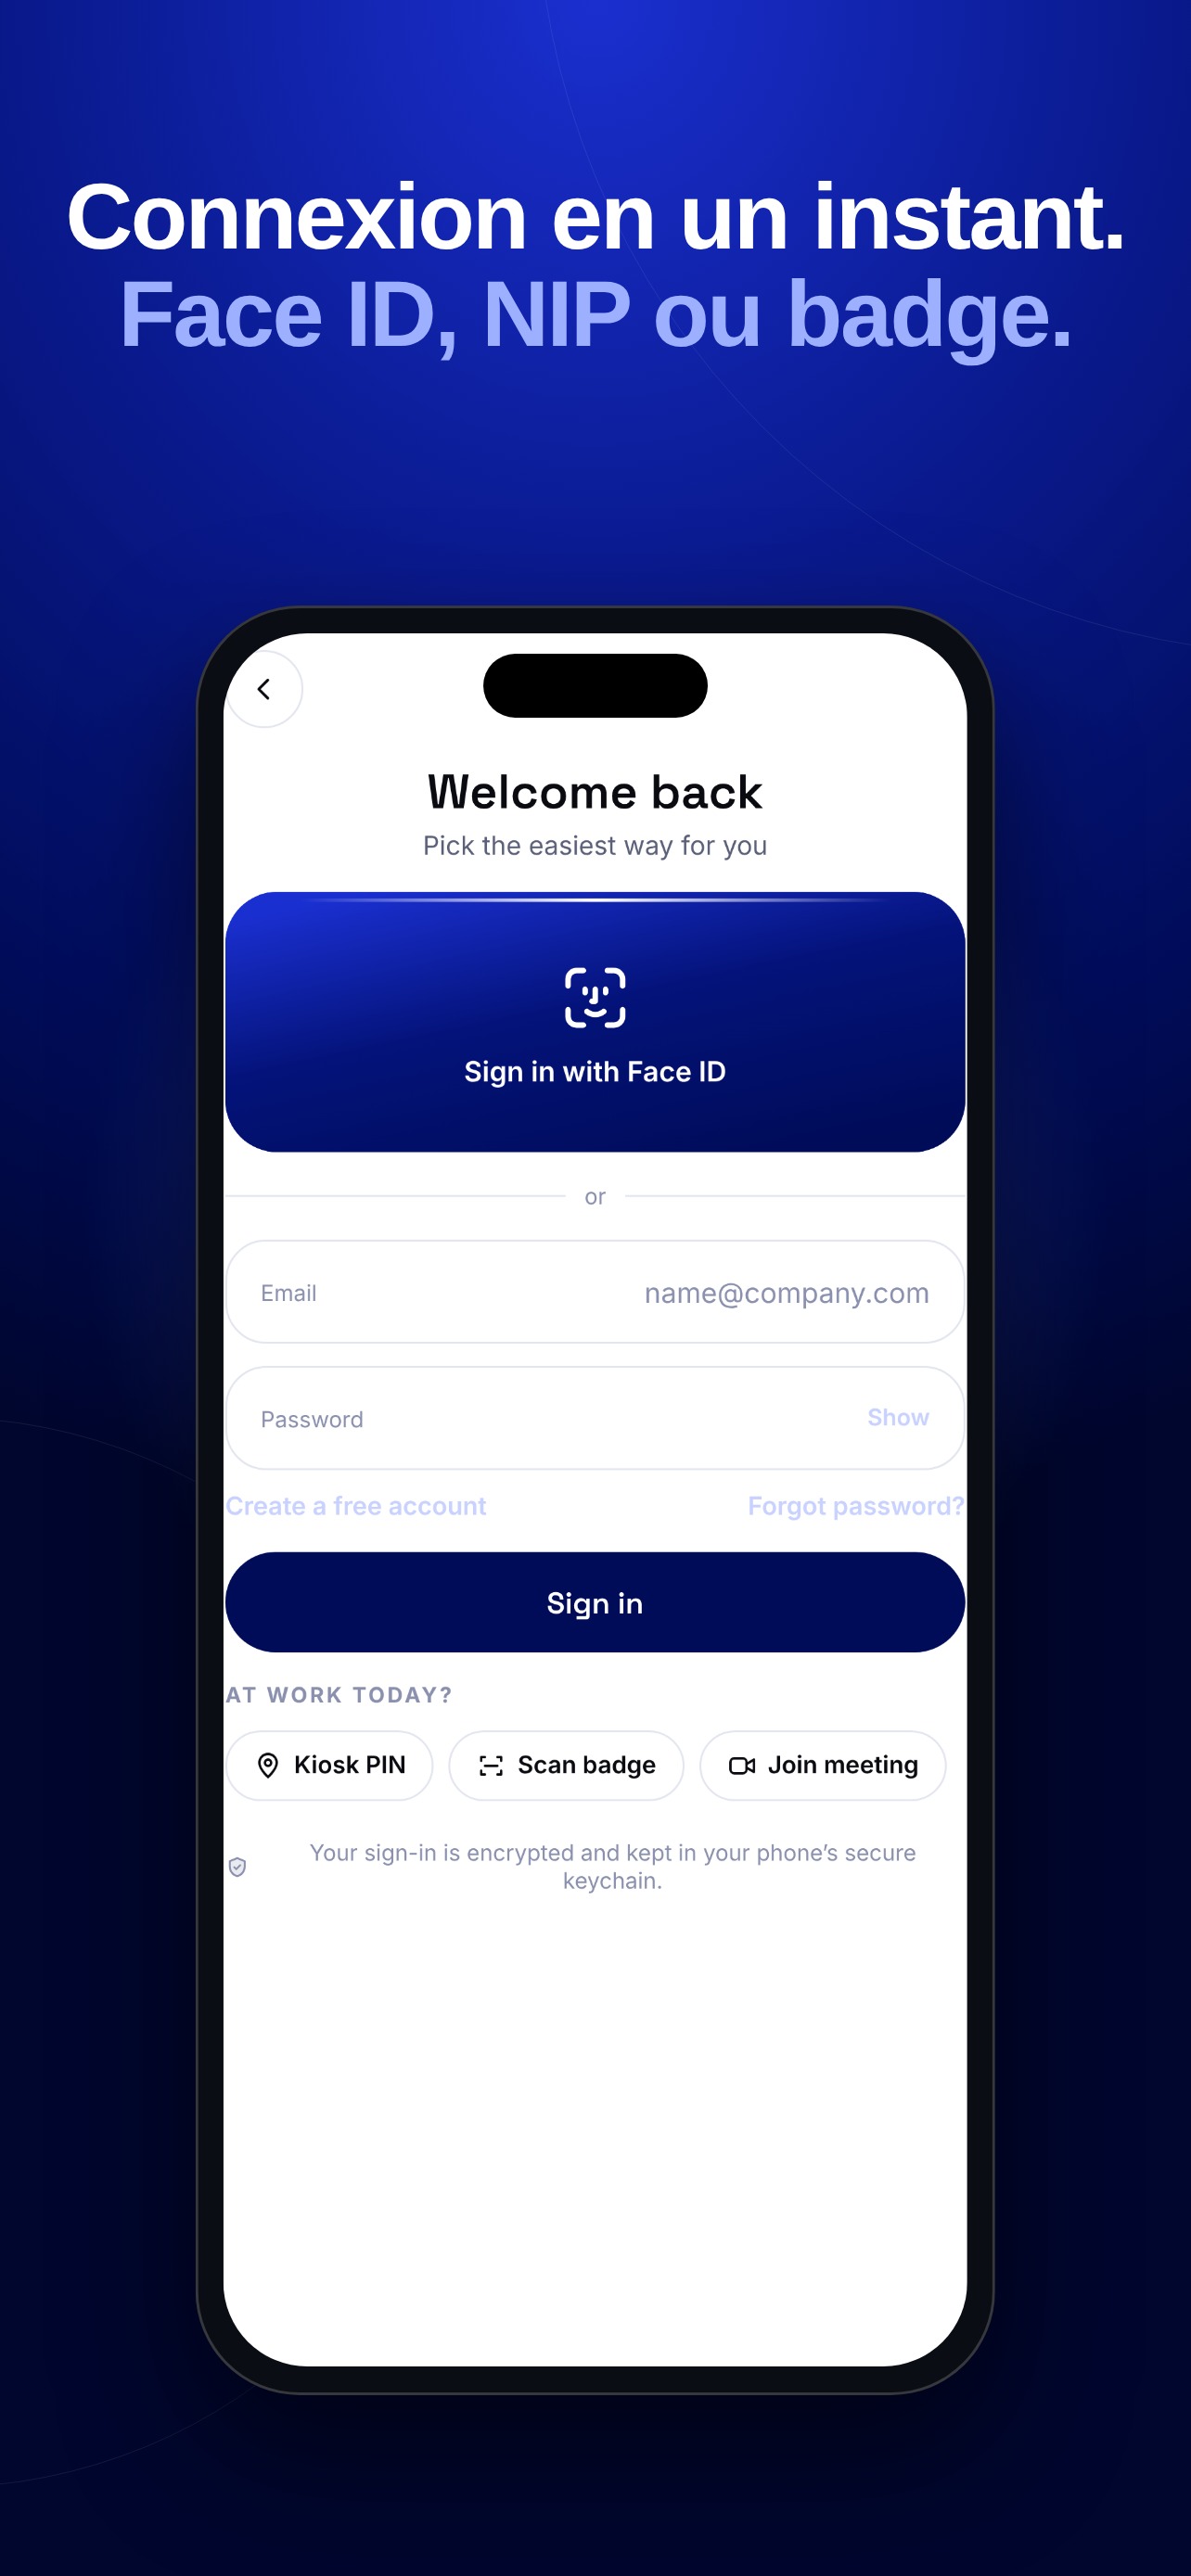 Connexion en un instant.
Face ID, NIP ou badge.
Welcome back
Pick the easiest way for you
Sign in with Face ID
or
Email name@company.com
Password Show
Create a free account Forgot password?
Sign in
AT WORK TODAY?
Kiosk PIN Scan badge Join meeting
Your sign-in is encrypted and kept in your phone’s secure
keychain.